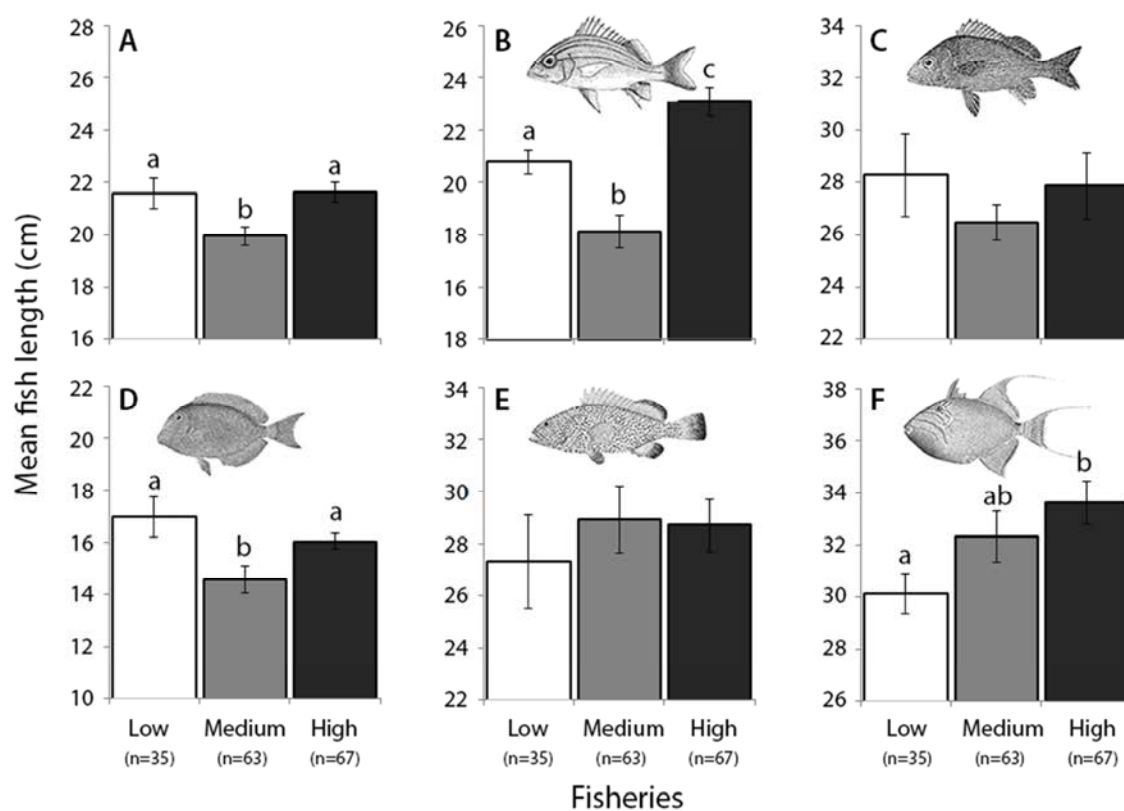 Mean fish length (cm)
A
28
26
24
22
20
18
16
a
b
a
B
26
24
22
20
18
16
18
a
b
c
C
34
32
30
28
26
24
22
D
22
20
18
16
14
12
10
a
b
a
Low Medium High
(n=35) (n=63) (n=67)
E
34
32
30
28
26
24
22
Low Medium High
(n=35) (n=63) (n=67)
F
38
36
34
32
30
28
26
a
ab
b
Low Medium High
(n=35) (n=63) (n=67)
Fisheries